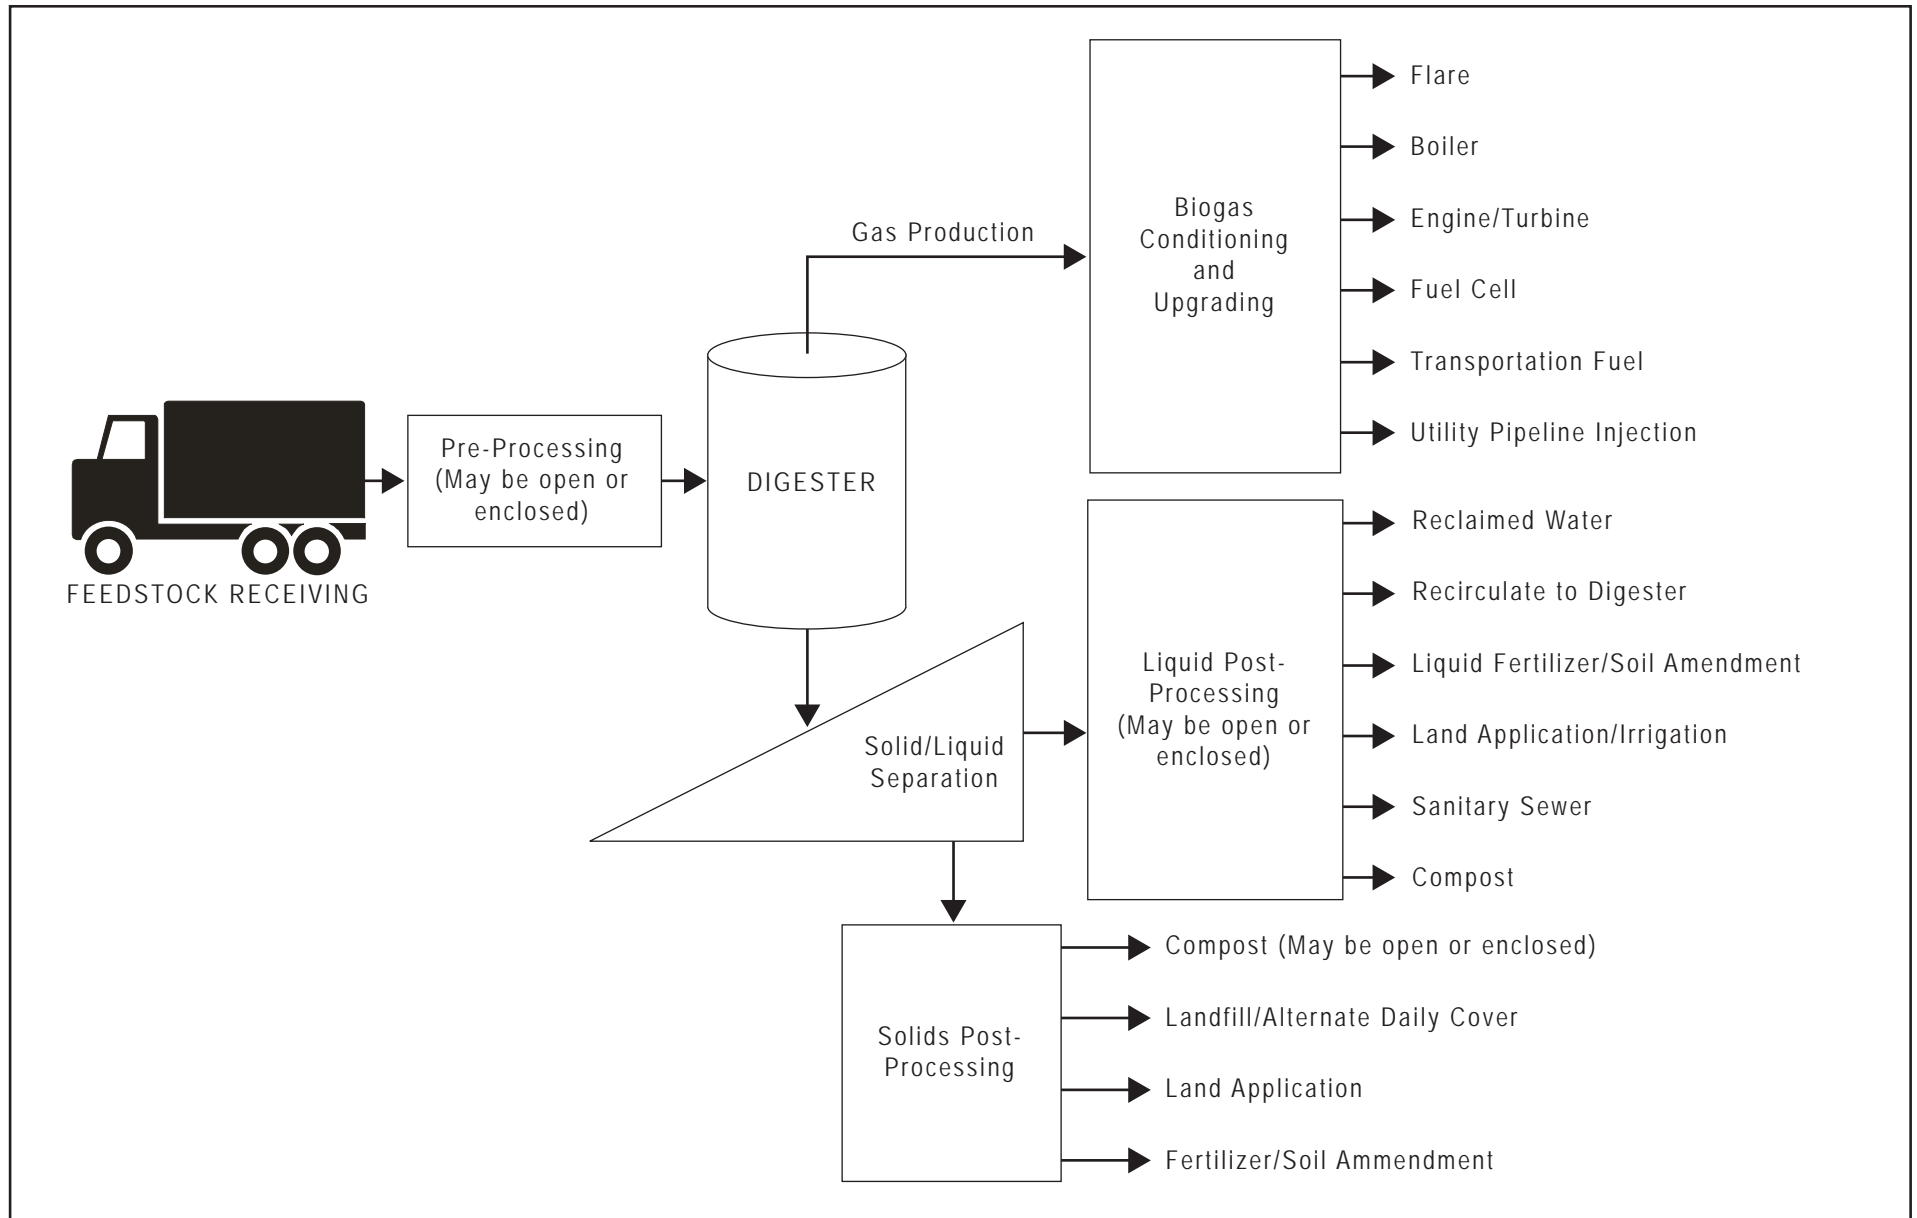 FEEDSTOCK RECEIVING
Pre-Processing
(May be open or
enclosed)
DIGESTER
Gas Production
Biogas
Conditioning
and
Upgrading
Flare
Boiler
Engine/Turbine
Fuel Cell
Transportation Fuel
Utility Pipeline Injection
Solid/Liquid
Separation
Liquid Post-
Processing
(May be open or
enclosed)
Reclaimed Water
Recirculate to Digester
Liquid Fertilizer/Soil Amendment
Land Application/Irrigation
Sanitary Sewer
Compost
Solids Post-
Processing
Compost (May be open or enclosed)
Landfill/Alternate Daily Cover
Land Application
Fertilizer/Soil Ammendment